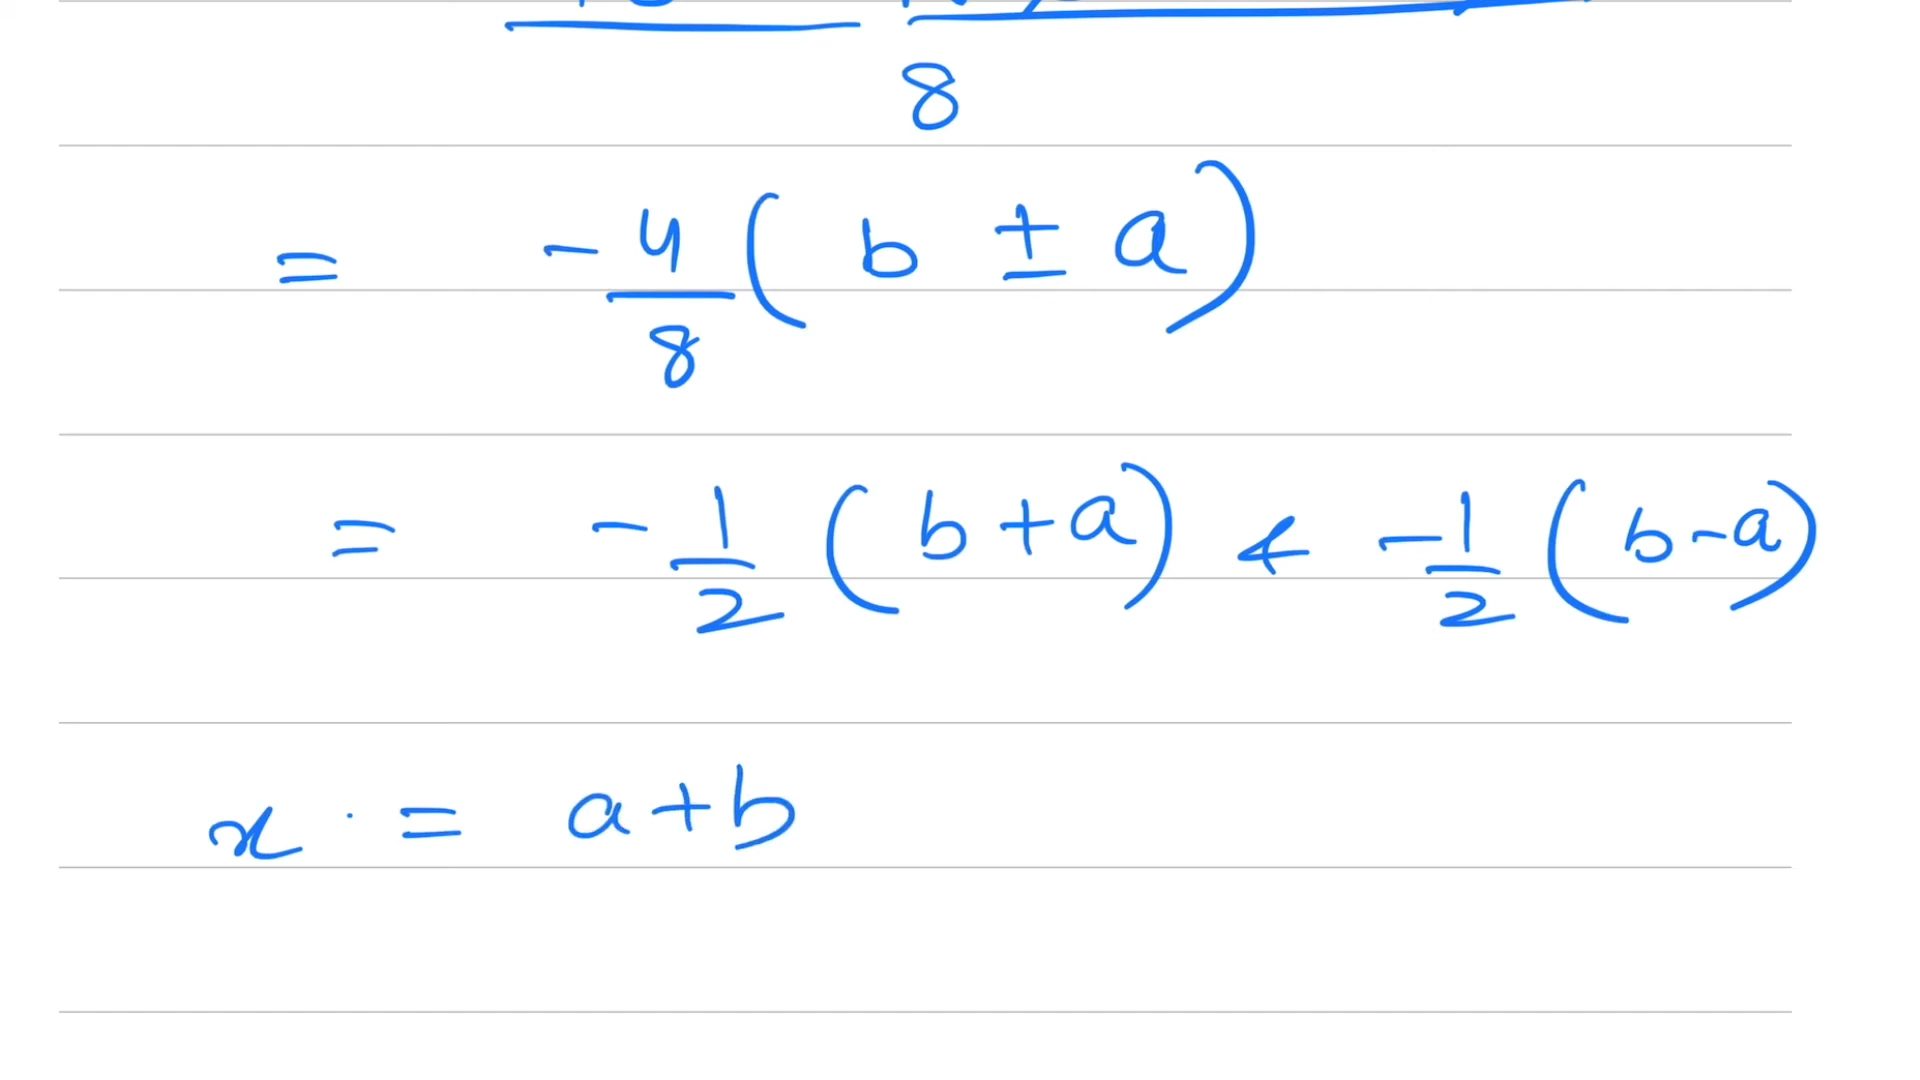 8
= -4/8 ( b ± a )
= -1/2 ( b+a ) & -1/2 ( b-a )
x · = a+b